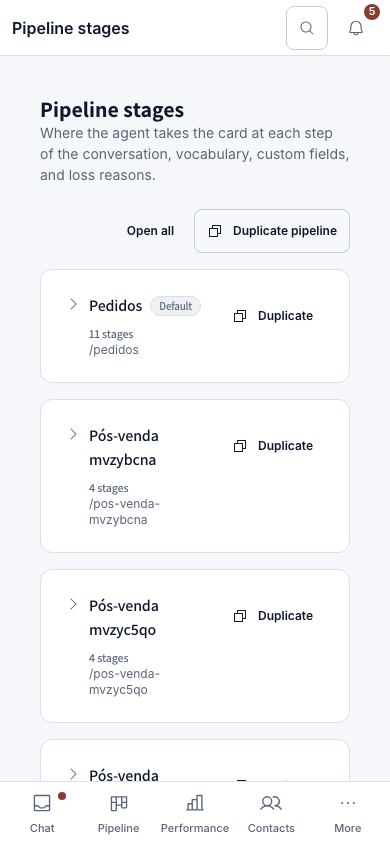 Pipeline stages
5
Pipeline stages
Where the agent takes the card at each step
of the conversation, vocabulary, custom fields,
and loss reasons.
Open all
Duplicate pipeline
Pedidos
Default
Duplicate
11 stages
/pedidos
Pós-venda
mvzybcna
Duplicate
4 stages
/pos-venda-
mvzybcna
Pós-venda
mvzyc5qo
Duplicate
4 stages
/pos-venda-
mvzyc5qo
Pós-venda
Chat
Pipeline
Performance
Contacts
More